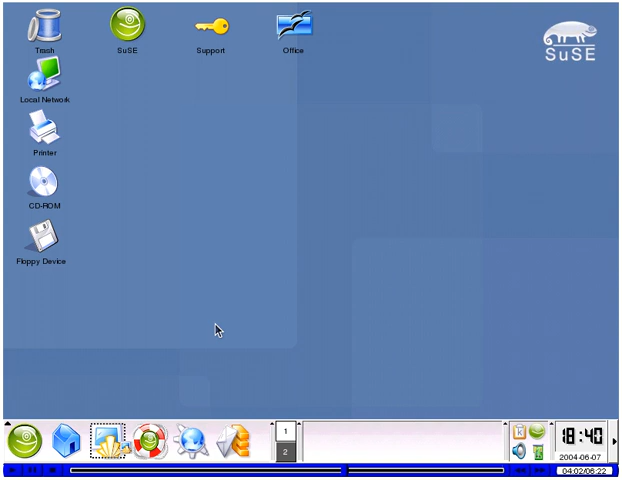 Trash
SuSE
Support
Office
SuSE
Local Network
Printer
CD-ROM
Floppy Device
1
2
18:40
2004-06-07
04:02/06:22